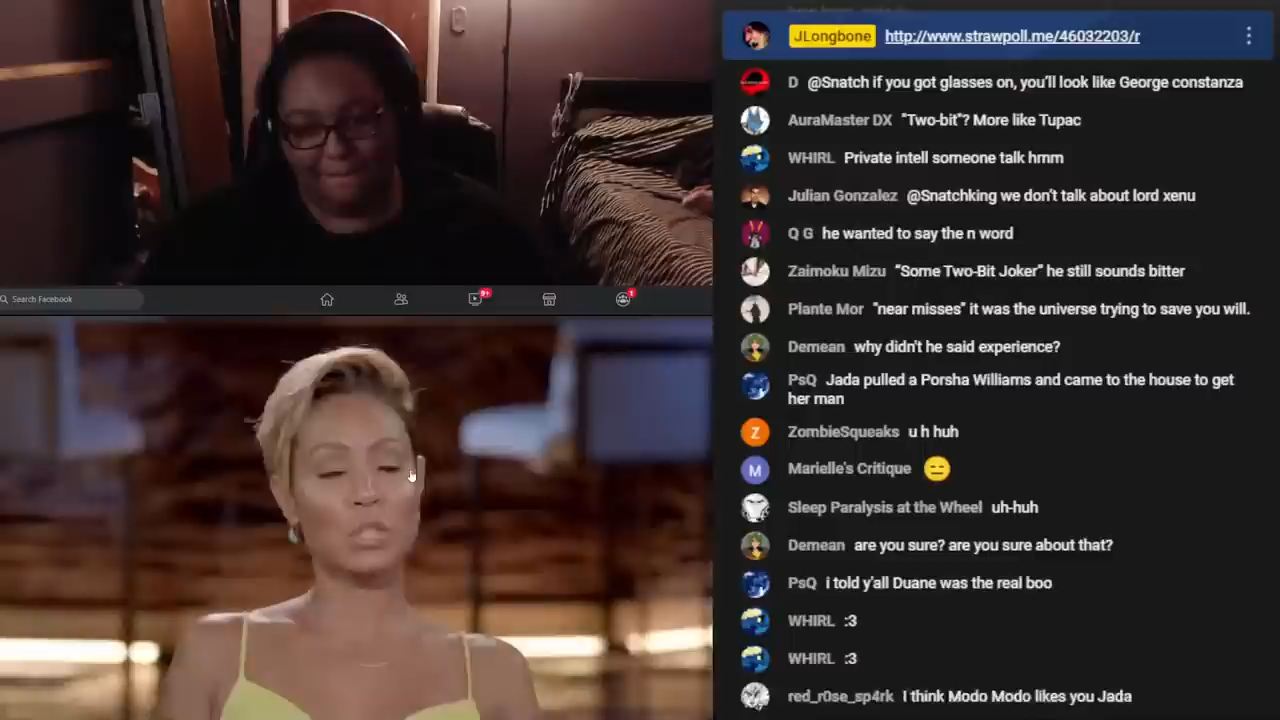 JLongbone http://www.strawpoll.me/46032203/r
D @Snatch if you got glasses on, you'll look like George constanza
AuraMaster DX "Two-bit"? More like Tupac
WHIRL Private intell someone talk hmm
Julian Gonzalez @Snatchking we don't talk about lord xenu
Q G he wanted to say the n word
Zaimoku Mizu "Some Two-Bit Joker" he still sounds bitter
Plante Mor "near misses" it was the universe trying to save you will.
Demean why didn't he said experience?
PsQ Jada pulled a Porsha Williams and came to the house to get
her man
Z ZombieSqueaks u h huh
M Marielle's Critique 😑
Sleep Paralysis at the Wheel uh-huh
Demean are you sure? are you sure about that?
PsQ i told y'all Duane was the real boo
WHIRL :3
WHIRL :3
red_r0se_sp4rk I think Modo Modo likes you Jada
Search Facebook
9+
1